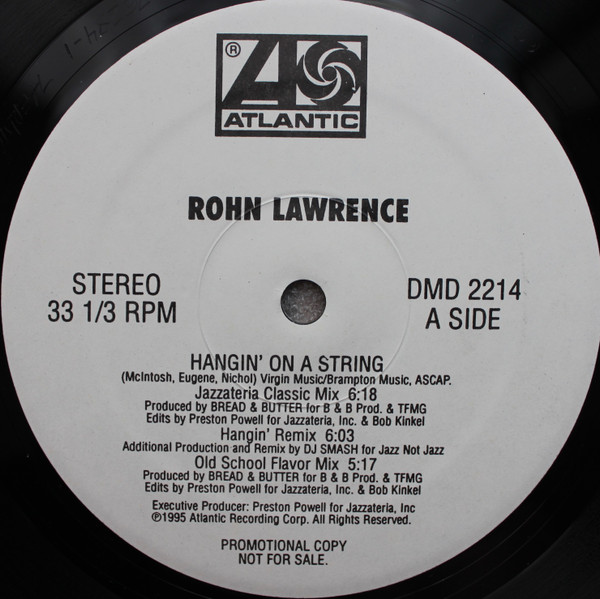 ®
ATLANTIC
ROHN LAWRENCE
STEREO
33 1/3 RPM
DMD 2214
A SIDE
HANGIN' ON A STRING
(McIntosh, Eugene, Nichol) Virgin Music/Brampton Music, ASCAP.
Jazzateria Classic Mix 6:18
Produced by BREAD & BUTTER for B & B Prod. & TFMG
Edits by Preston Powell for Jazzateria, Inc. & Bob Kinkel
Hangin' Remix 6:03
Additional Production and Remix by DJ SMASH for Jazz Not Jazz
Old School Flavor Mix 5:17
Produced by BREAD & BUTTER for B & B Prod. & TFMG
Edits by Preston Powell for Jazzateria, Inc. & Bob Kinkel
Executive Producer: Preston Powell for Jazzateria, Inc
℗1995 Atlantic Recording Corp. All Rights Reserved.
PROMOTIONAL COPY
NOT FOR SALE.